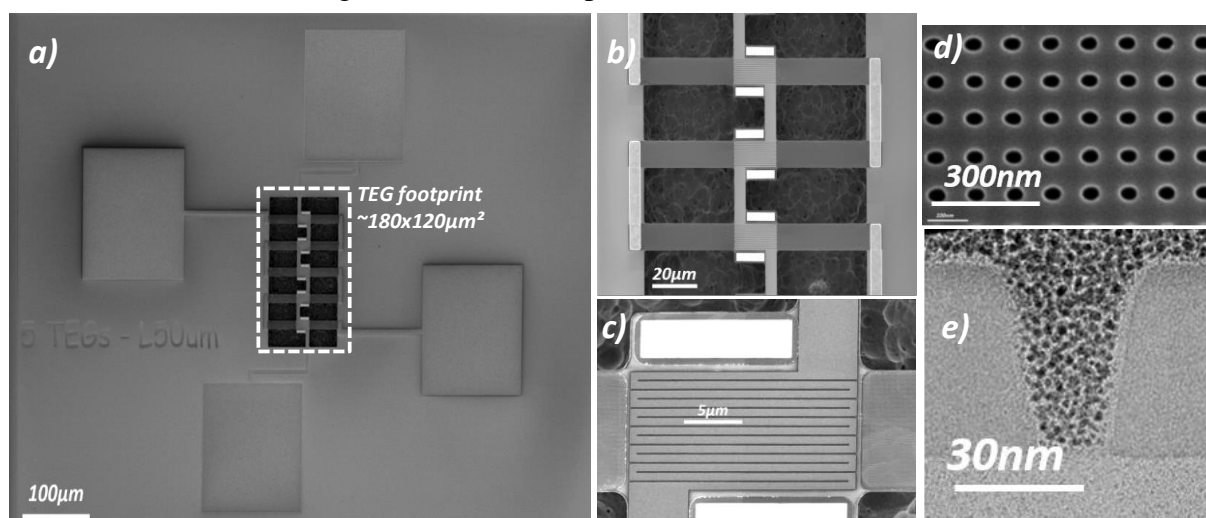 a)
TEG footprint
~180x120µm²
5 TEGs - L50um
100µm
b)
20µm
c)
5µm
d)
300nm
e)
30nm